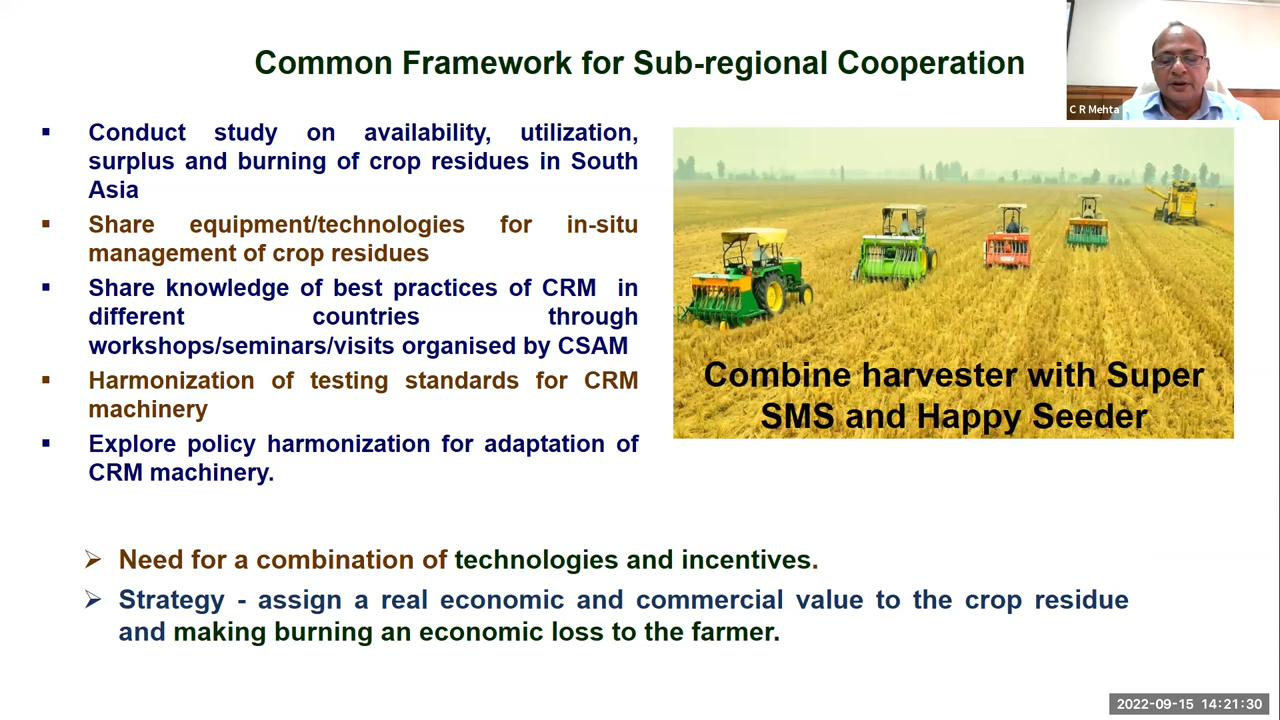 Common Framework for Sub-regional Cooperation
C R Mehta
▪ Conduct study on availability, utilization,
surplus and burning of crop residues in South
Asia
▪ Share equipment/technologies for in-situ
management of crop residues
▪ Share knowledge of best practices of CRM in
different countries through
workshops/seminars/visits organised by CSAM
▪ Harmonization of testing standards for CRM
machinery
▪ Explore policy harmonization for adaptation of
CRM machinery.
Combine harvester with Super
SMS and Happy Seeder
➢ Need for a combination of technologies and incentives.
➢ Strategy - assign a real economic and commercial value to the crop residue
and making burning an economic loss to the farmer.
2022-09-15 14:21:30